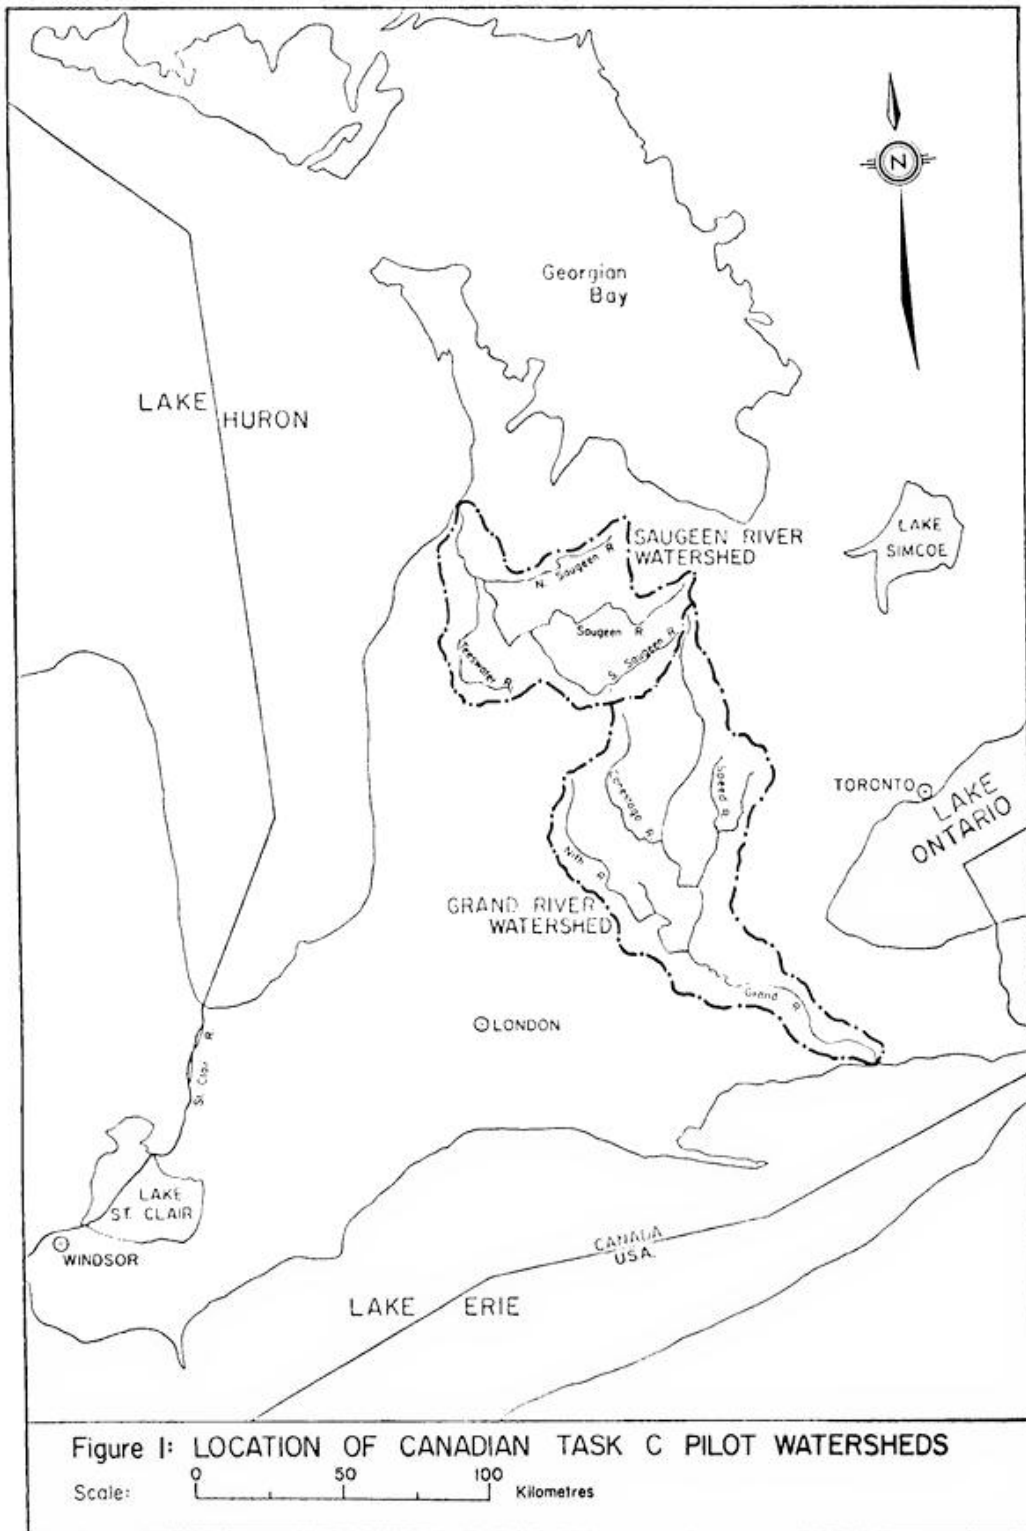 N
Georgian
Bay
LAKE
HURON
LAKE
SIMCOE
SAUGEEN RIVER
WATERSHED
N. Saugeen R
Saugeen R
S. Saugeen R.
Teeswater R.
TORONTO
LAKE
ONTARIO
Conestogo R
Speed R
Nith R
GRAND RIVER
WATERSHED
Grand R
LONDON
St. Clair R
LAKE
ST. CLAIR
WINDSOR
CANADA
U.S.A.
LAKE ERIE
Figure 1: LOCATION OF CANADIAN TASK C PILOT WATERSHEDS
Scale: 0 50 100 Kilometres